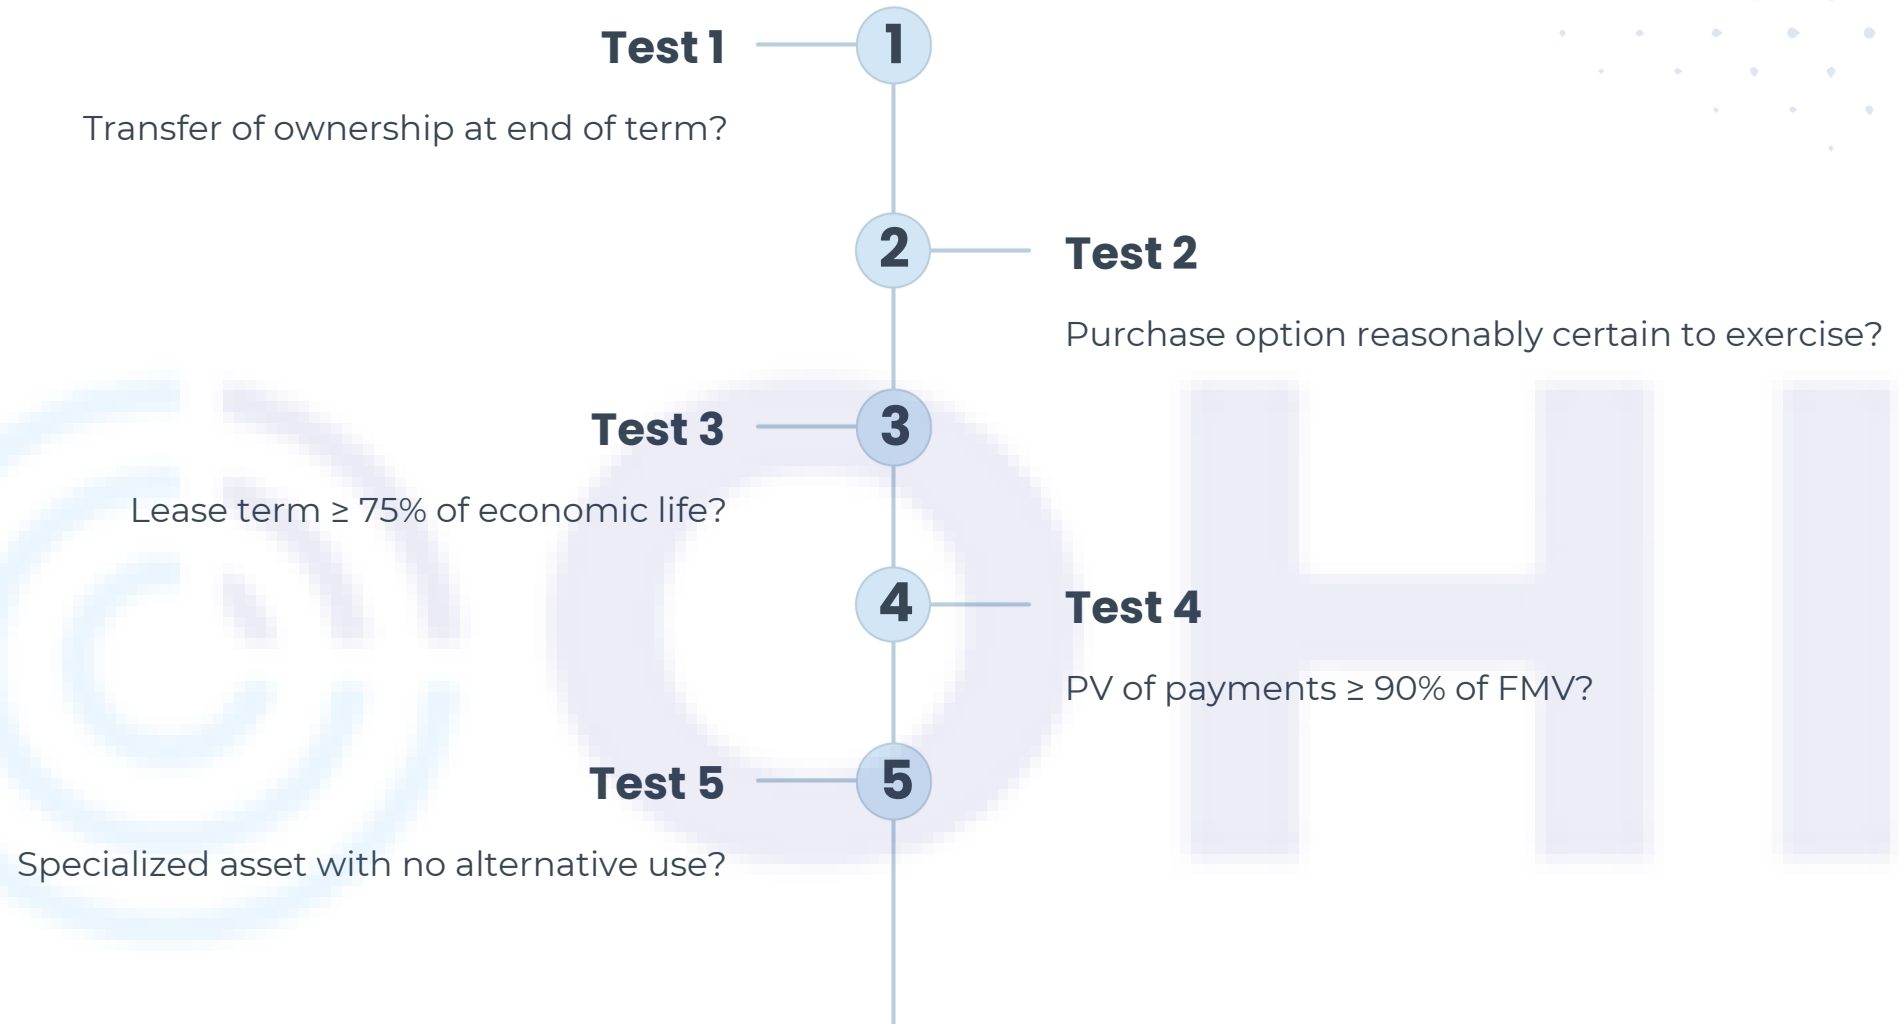 Test 1
1
Transfer of ownership at end of term?
2
Test 2
Purchase option reasonably certain to exercise?
Test 3
3
Lease term ≥ 75% of economic life?
4
Test 4
PV of payments ≥ 90% of FMV?
Test 5
5
Specialized asset with no alternative use?
OHI